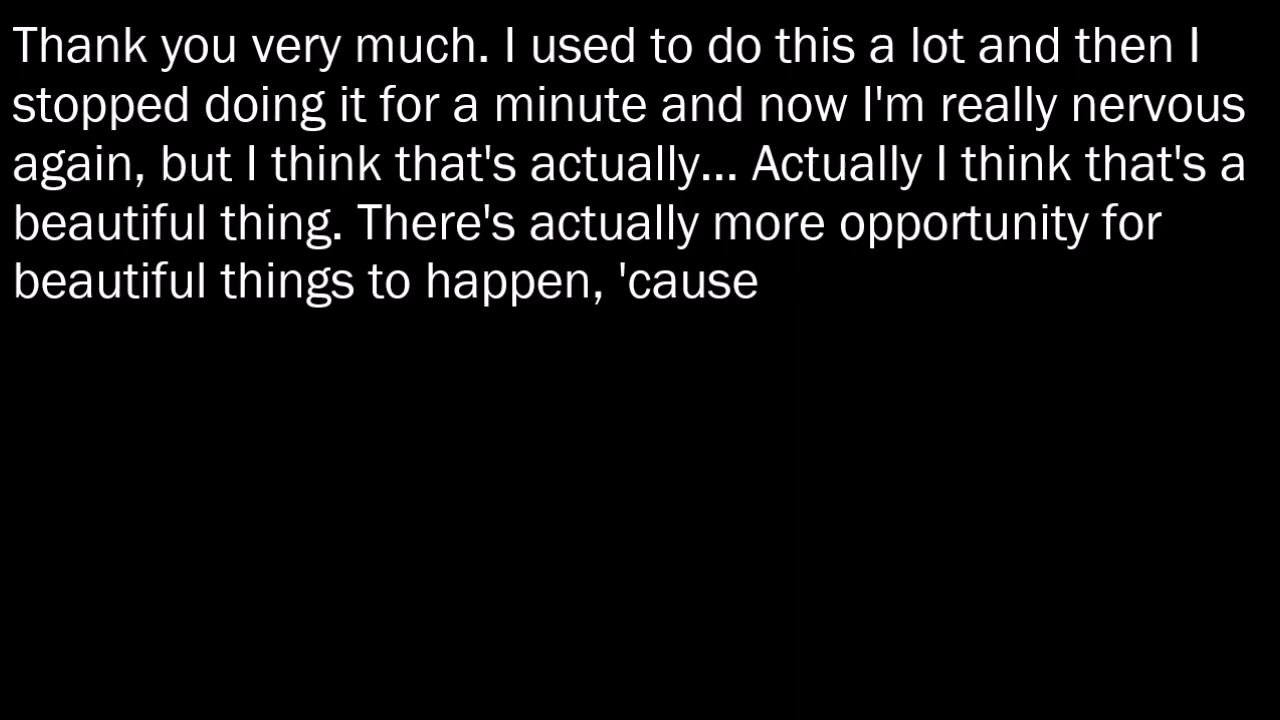 Thank you very much. I used to do this a lot and then I
stopped doing it for a minute and now I'm really nervous
again, but I think that's actually... Actually I think that's a
beautiful thing. There's actually more opportunity for
beautiful things to happen, 'cause